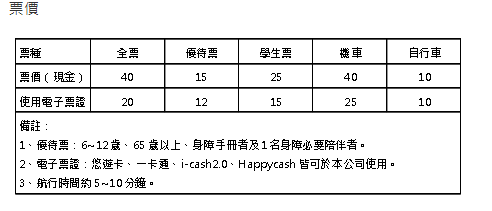 票價
票種 全票 優待票 學生票 機車 自行車
票價(現金) 40 15 25 40 10
使用電子票證 20 12 15 25 10
備註:
1、優待票:6~12歲、65歲以上、身障手冊者及1名身障必要陪伴者。
2、電子票證:悠遊卡、一卡通、i-cash2.0、Happycash 皆可於本公司使用。
3、航行時間約5~10分鐘。